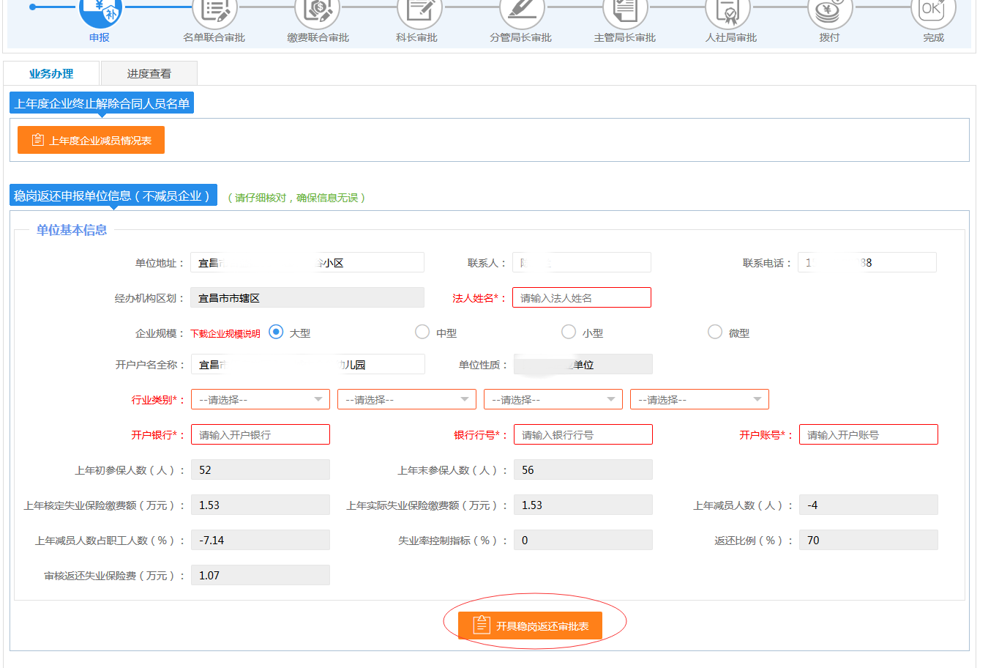 ¥ 补 ¥ OK
申报 名单联合审批 缴费联合审批 科长审批 分管局长审批 主管局长审批 人社局审批 拨付 完成
业务办理 进度查看
上年度企业终止解除合同人员名单
上年度企业减员情况表
稳岗返还申报单位信息（不减员企业） （请仔细核对，确保信息无误）
单位基本信息
单位地址： 宜昌 小区 联系人： 联系电话： 1 88
经办机构区划： 宜昌市市辖区 法人姓名*： 请输入法人姓名
企业规模： 下载企业规模说明 大型 中型 小型 微型
开户户名全称： 宜昌 儿园 单位性质： 单位
行业类别*： --请选择-- --请选择-- --请选择-- --请选择--
开户银行*： 请输入开户银行 银行行号*： 请输入银行行号 开户账号*： 请输入开户账号
上年初参保人数（人）： 52 上年末参保人数（人）： 56
上年核定失业保险缴费额（万元）： 1.53 上年实际失业保险缴费额（万元）： 1.53 上年减员人数（人）： -4
上年减员人数占职工人数（%）： -7.14 失业率控制指标（%）： 0 返还比例（%）： 70
审核返还失业保险费（万元）： 1.07
开具稳岗返还审批表